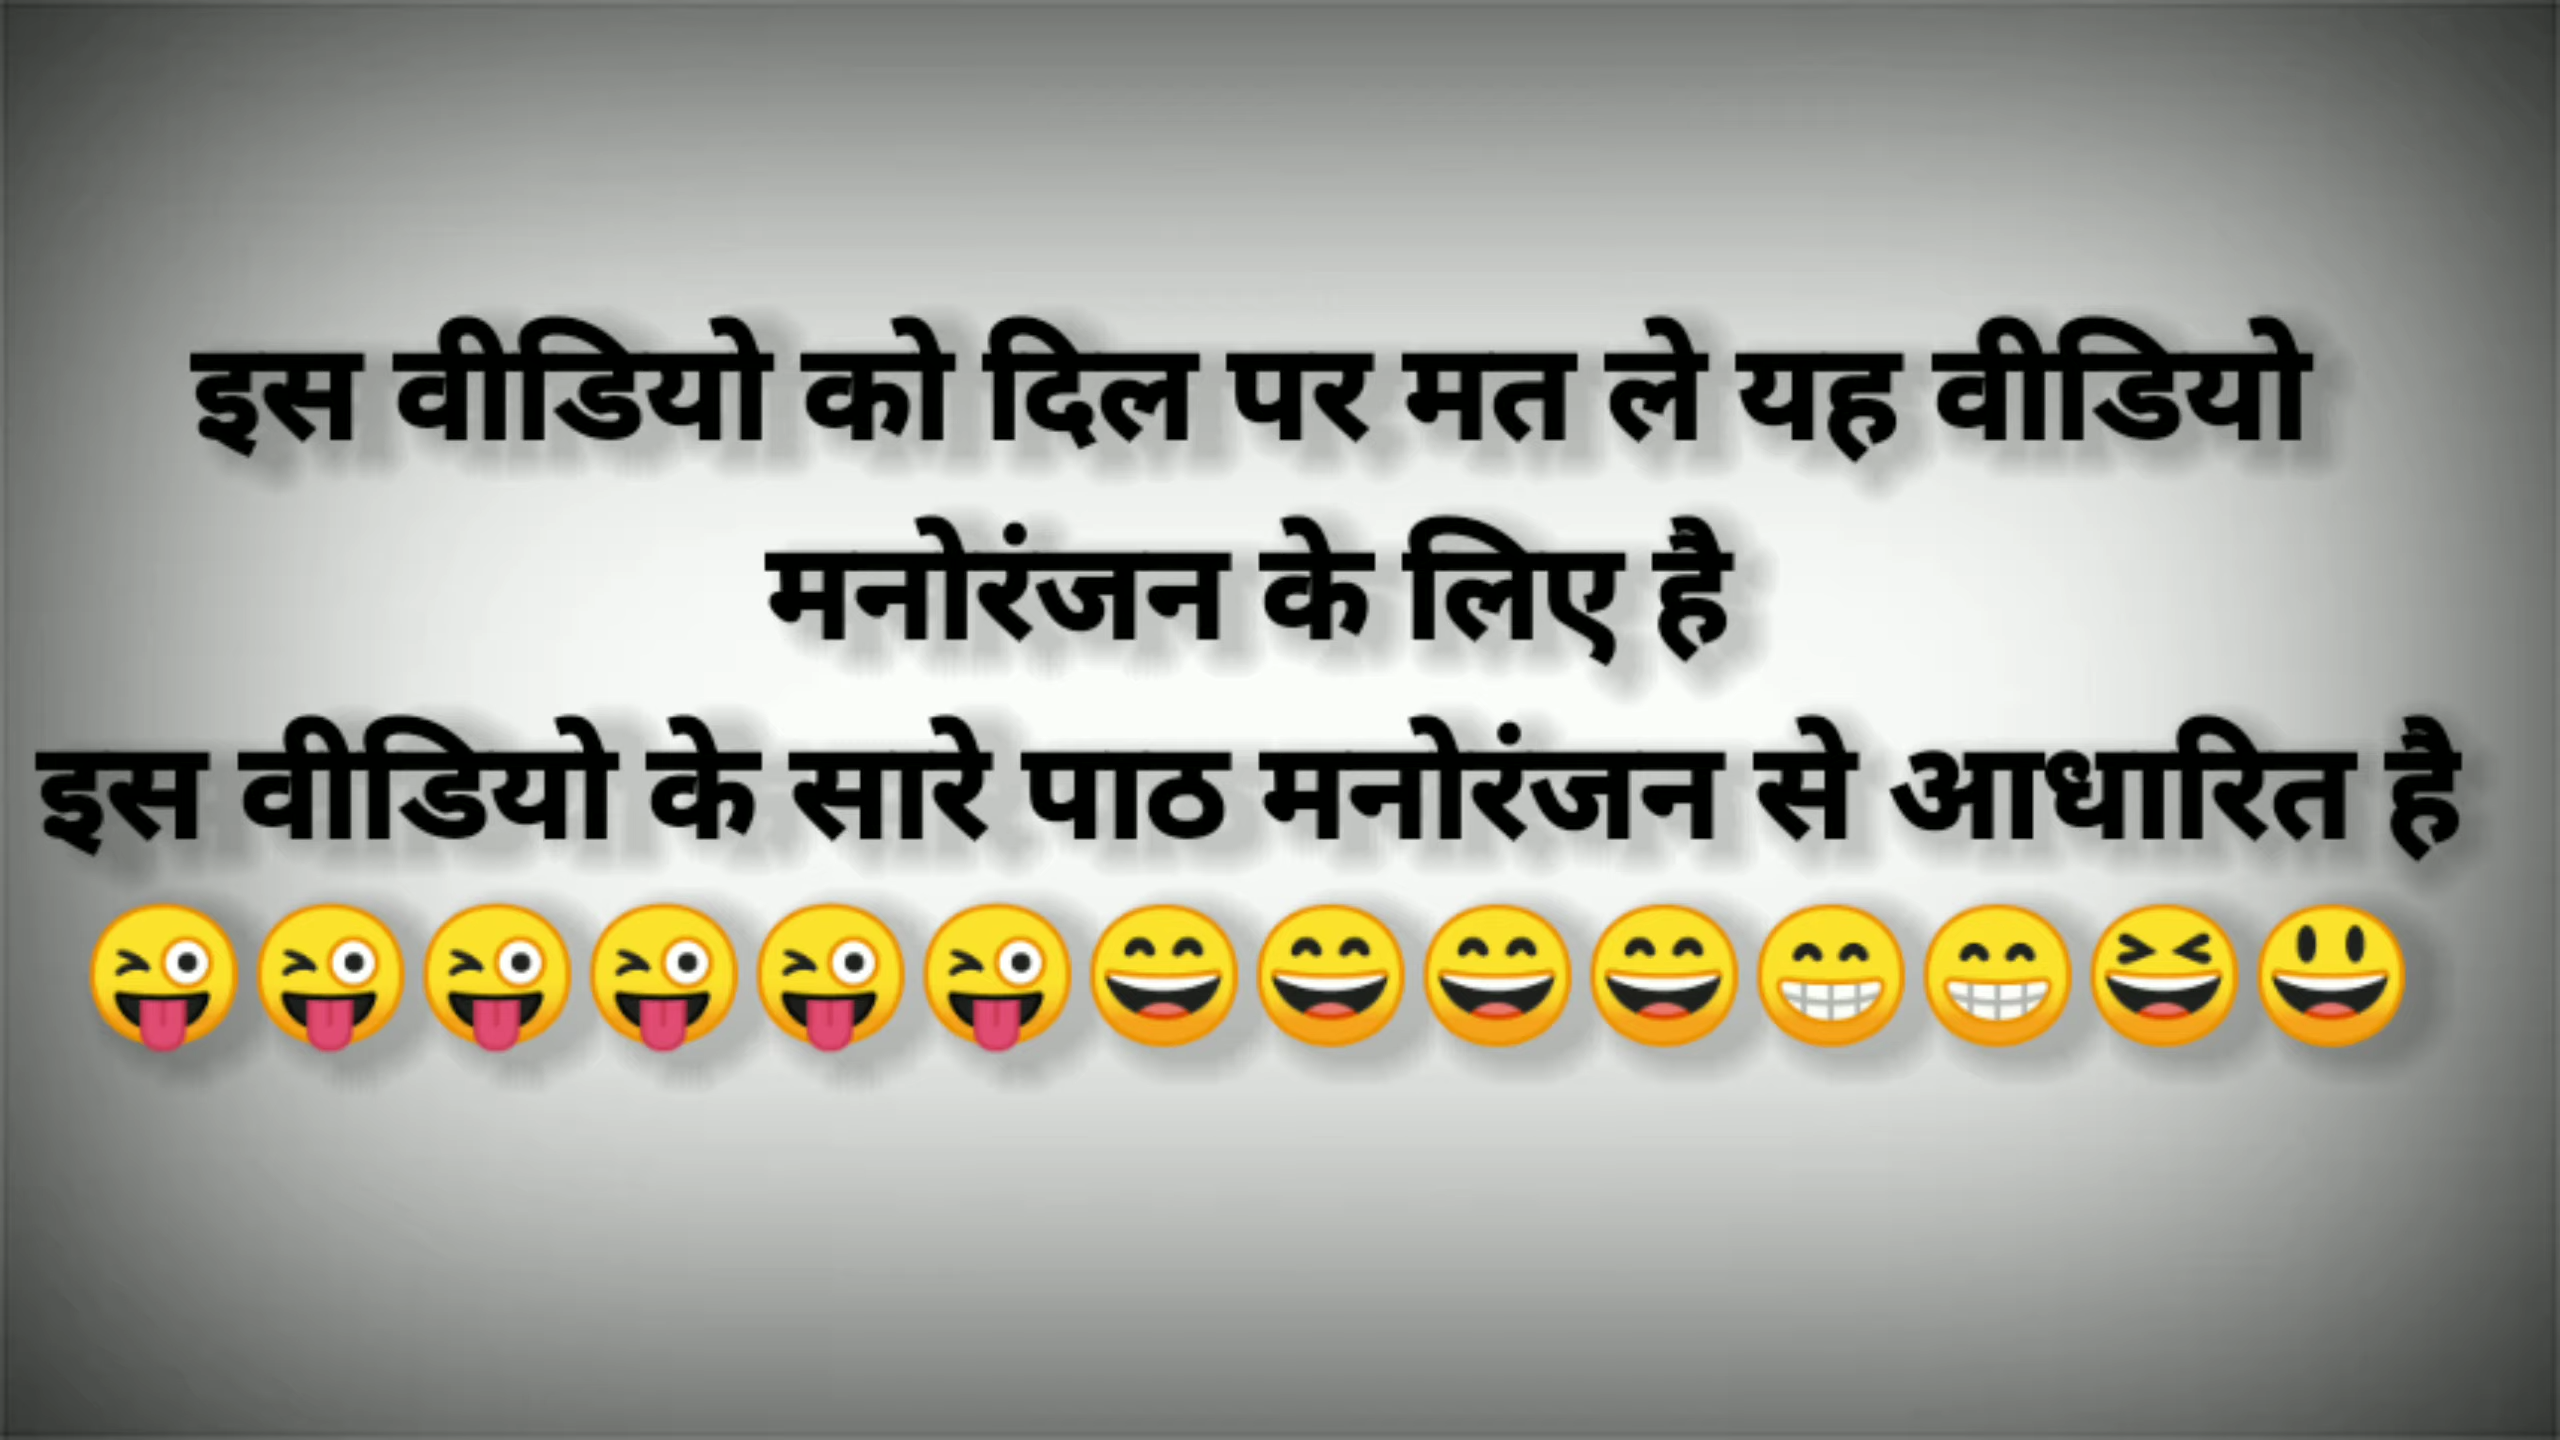 इस वीडियो को दिल पर मत ले यह वीडियो
मनोरंजन के लिए है
इस वीडियो के सारे पाठ मनोरंजन से आधारित है
😜😜😜😜😜😜😄😄😄😄😁😁😆😃